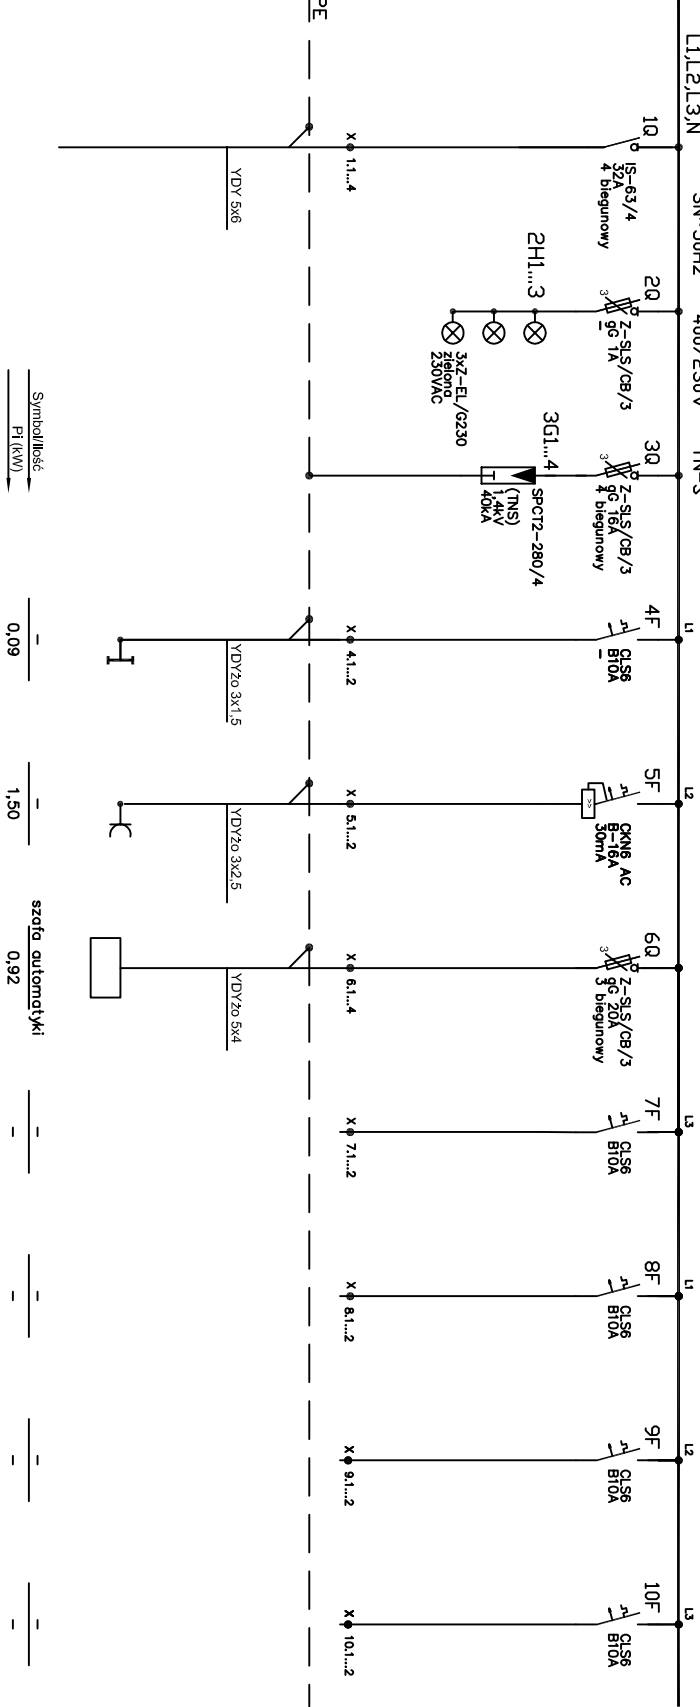 L1,L2,L3,N
PE
1Q
IS-63/4
32A
4 biegunowy
X
1.1...4
YDY 5x6
2Q
3
Z-SLS/CB/3
gG 1A
2H1...3
3xZ-EL/G230
zielona
230VAC
3Q
3
Z-SLS/CB/3
gG 16A
4 biegunowy
3G1...4
SPCT2-280/4
(TNS)
1,4kV
40kA
Symbol/Ilość
Pi (kW)
L1
4F
CLS6
B10A
X
4.1...2
YDYżo 3x1,5
-
0,09
L2
5F
>>
CKN6 AC
B-16A
30mA
X
5.1...2
YDYżo 3x2,5
-
1,50
6Q
3
Z-SLS/CB/3
gG 20A
3 biegunowy
X
6.1...4
YDYżo 5x4
szafa automatyki
0,92
L3
7F
CLS6
B10A
X
7.1...2
-
-
L1
8F
CLS6
B10A
X
8.1...2
-
-
L2
9F
CLS6
B10A
X
9.1...2
-
-
L3
10F
CLS6
B10A
X
10.1...2
-
-